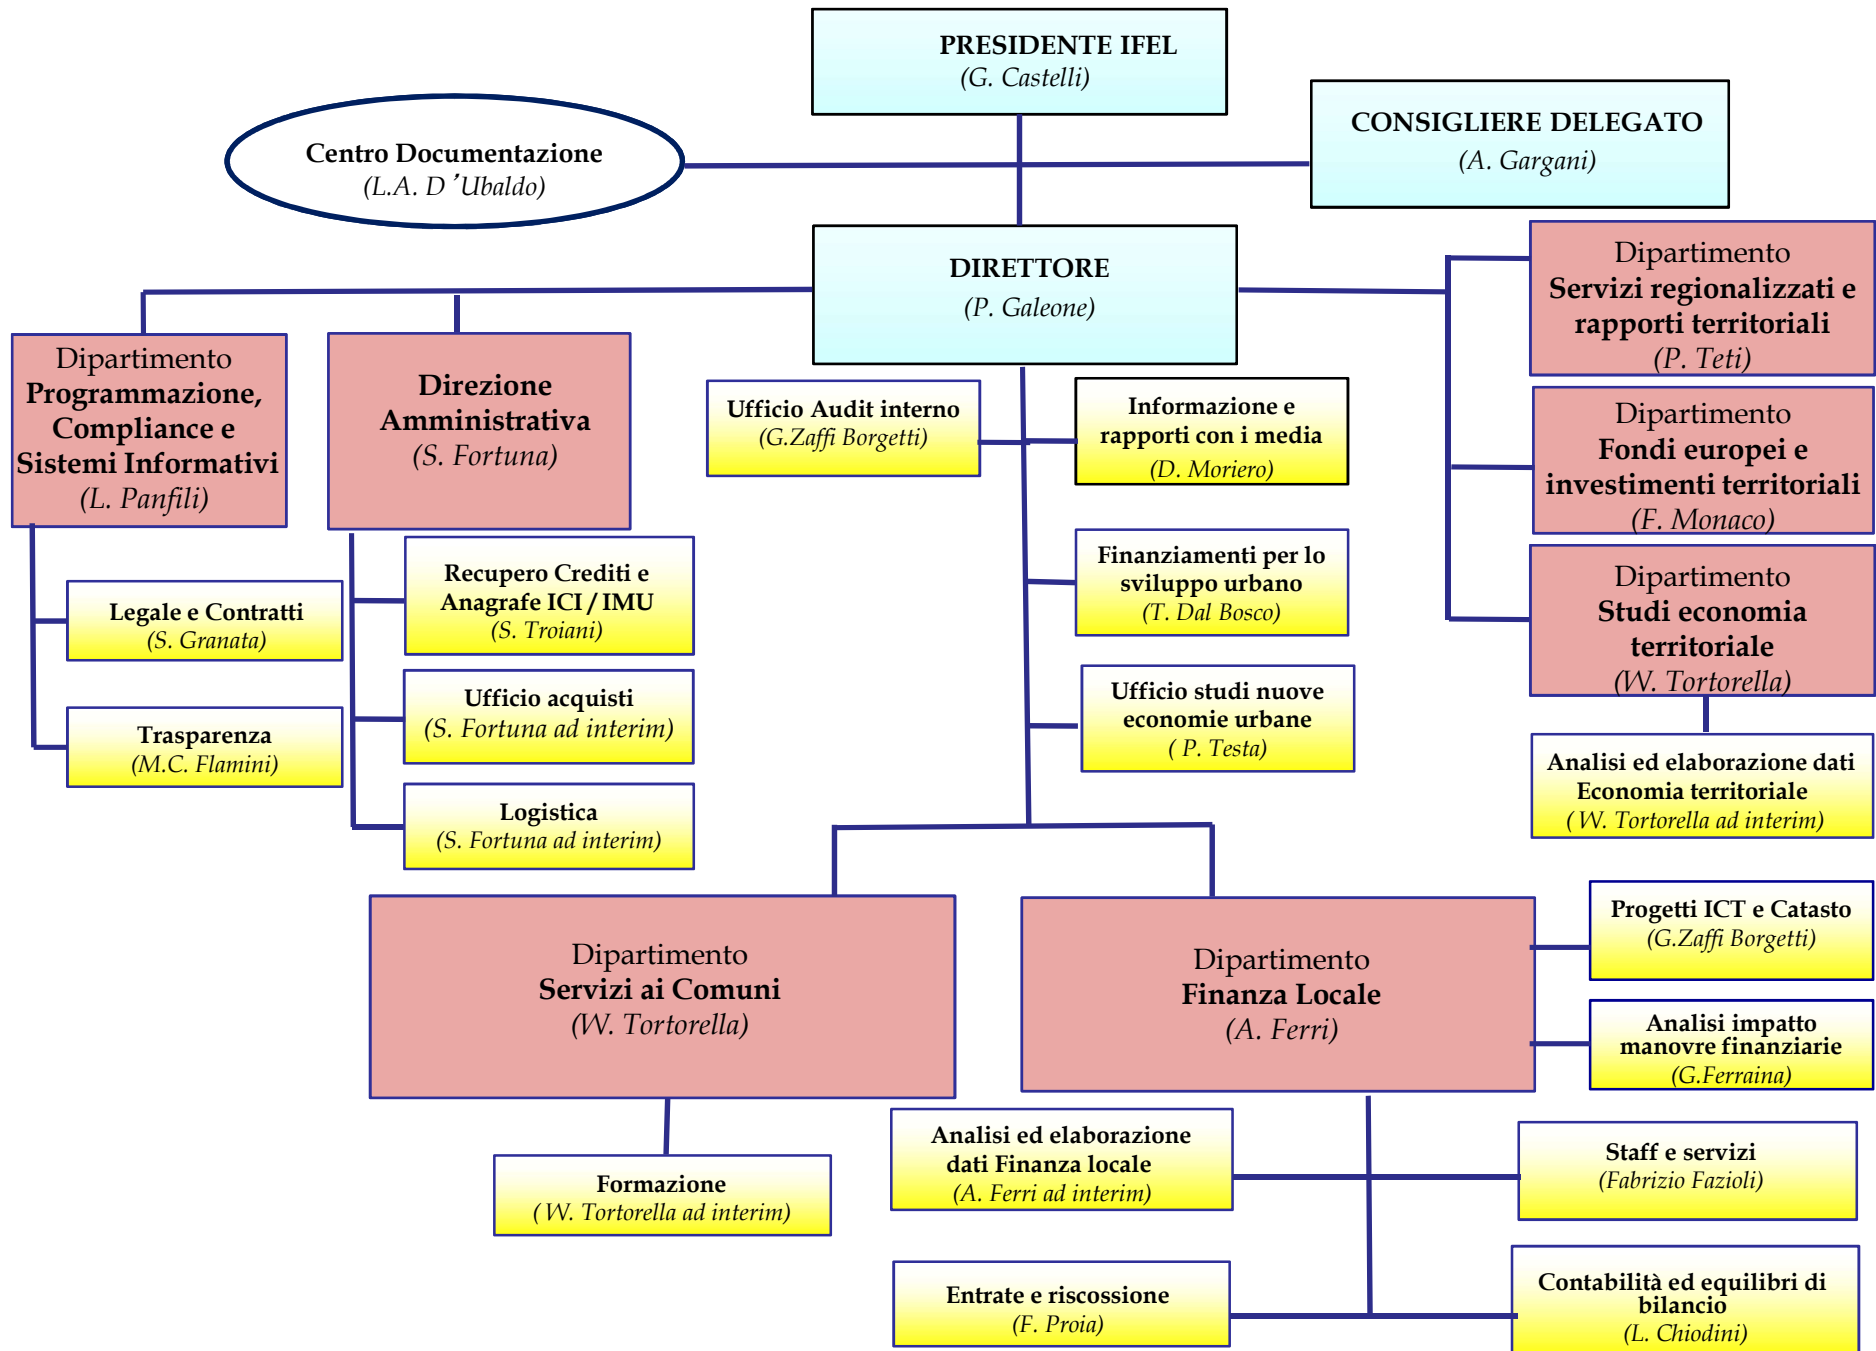 PRESIDENTE IFEL
(G. Castelli)
CONSIGLIERE DELEGATO
(A. Gargani)
Centro Documentazione
(L.A. D ’Ubaldo)
DIRETTORE
(P. Galeone)
Dipartimento
Servizi regionalizzati e
rapporti territoriali
(P. Teti)
Dipartimento
Programmazione,
Compliance e
Sistemi Informativi
(L. Panfili)
Direzione
Amministrativa
(S. Fortuna)
Ufficio Audit interno
(G.Zaffi Borgetti)
Informazione e
rapporti con i media
(D. Moriero)
Dipartimento
Fondi europei e
investimenti territoriali
(F. Monaco)
Legale e Contratti
(S. Granata)
Recupero Crediti e
Anagrafe ICI / IMU
(S. Troiani)
Finanziamenti per lo
sviluppo urbano
(T. Dal Bosco)
Dipartimento
Studi economia
territoriale
(W. Tortorella)
Trasparenza
(M.C. Flamini)
Ufficio acquisti
(S. Fortuna ad interim)
Ufficio studi nuove
economie urbane
( P. Testa)
Analisi ed elaborazione dati
Economia territoriale
( W. Tortorella ad interim)
Logistica
(S. Fortuna ad interim)
Dipartimento
Servizi ai Comuni
(W. Tortorella)
Dipartimento
Finanza Locale
(A. Ferri)
Progetti ICT e Catasto
(G.Zaffi Borgetti)
Analisi impatto
manovre finanziarie
(G.Ferraina)
Formazione
( W. Tortorella ad interim)
Analisi ed elaborazione
dati Finanza locale
(A. Ferri ad interim)
Staff e servizi
(Fabrizio Fazioli)
Entrate e riscossione
(F. Proia)
Contabilità ed equilibri di
bilancio
(L. Chiodini)